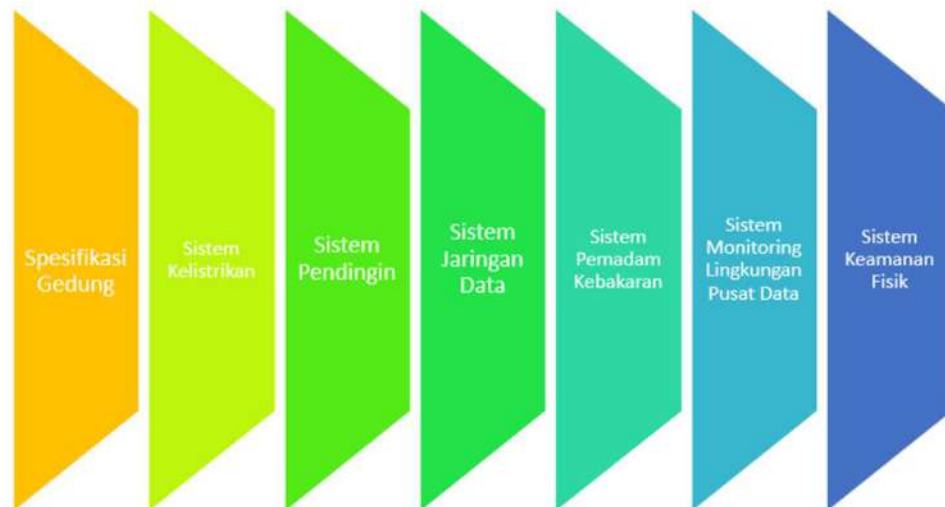 Spesifikasi
Gedung
Sistem
Kelistrikan
Sistem
Pendingin
Sistem
Jaringan
Data
Sistem
Pemadam
Kebakaran
Sistem
Monitoring
Lingkungan
Pusat Data
Sistem
Keamanan
Fisik